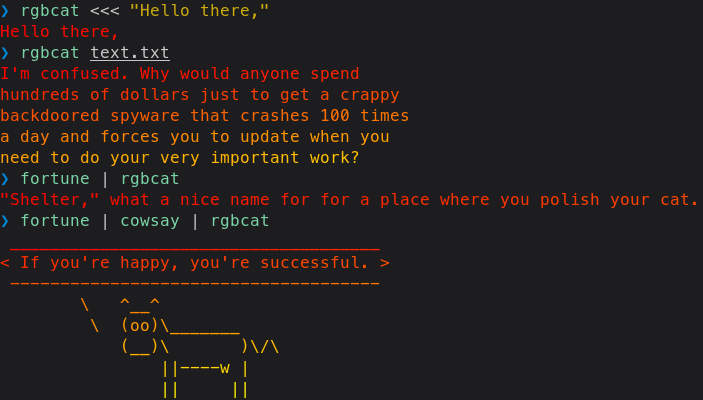 ❯ rgbcat <<< "Hello there,"
Hello there,
❯ rgbcat text.txt
I'm confused. Why would anyone spend
hundreds of dollars just to get a crappy
backdoored spyware that crashes 100 times
a day and forces you to update when you
need to do your very important work?
❯ fortune | rgbcat
"Shelter," what a nice name for for a place where you polish your cat.
❯ fortune | cowsay | rgbcat
 _____________________________________
< If you're happy, you're successful. >
 -------------------------------------
        \   ^__^
         \  (oo)\_______
            (__)\       )\/\
                ||----w |
                ||     ||